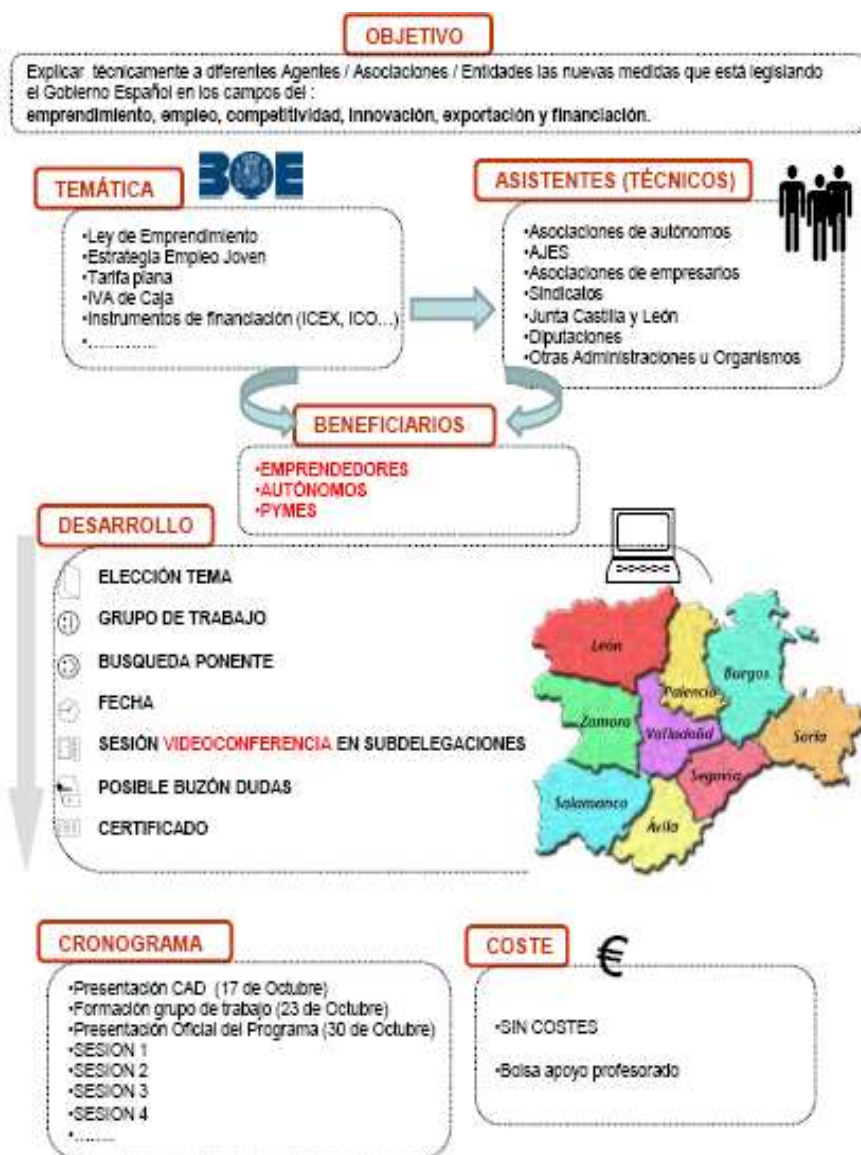 OBJETIVO
Explicar técnicamente a diferentes Agentes / Asociaciones / Entidades las nuevas medidas que está legislando
el Gobierno Español en los campos del :
emprendimiento, empleo, competitividad, innovación, exportación y financiación.
TEMÁTICA
BOE
•Ley de Emprendimiento
•Estrategia Empleo Joven
•Tarifa plana
•IVA de Caja
•Instrumentos de financiación (ICEX, ICO…)
•……………
ASISTENTES (TÉCNICOS)
•Asociaciones de autónomos
•AJES
•Asociaciones de empresarios
•Sindicatos
•Junta Castilla y León
•Diputaciones
•Otras Administraciones u Organismos
BENEFICIARIOS
•EMPRENDEDORES
•AUTÓNOMOS
•PYMES
DESARROLLO
ELECCIÓN TEMA
GRUPO DE TRABAJO
BUSQUEDA PONENTE
FECHA
SESIÓN VIDEOCONFERENCIA EN SUBDELEGACIONES
POSIBLE BUZÓN DUDAS
CERTIFICADO
León
Palencia
Burgos
Zamora
Valladolid
Soria
Segovia
Salamanca
Ávila
CRONOGRAMA
•Presentación CAD (17 de Octubre)
•Formación grupo de trabajo (23 de Octubre)
•Presentación Oficial del Programa (30 de Octubre)
•SESION 1
•SESION 2
•SESION 3
•SESION 4
•……..
COSTE
€
•SIN COSTES
•Bolsa apoyo profesorado